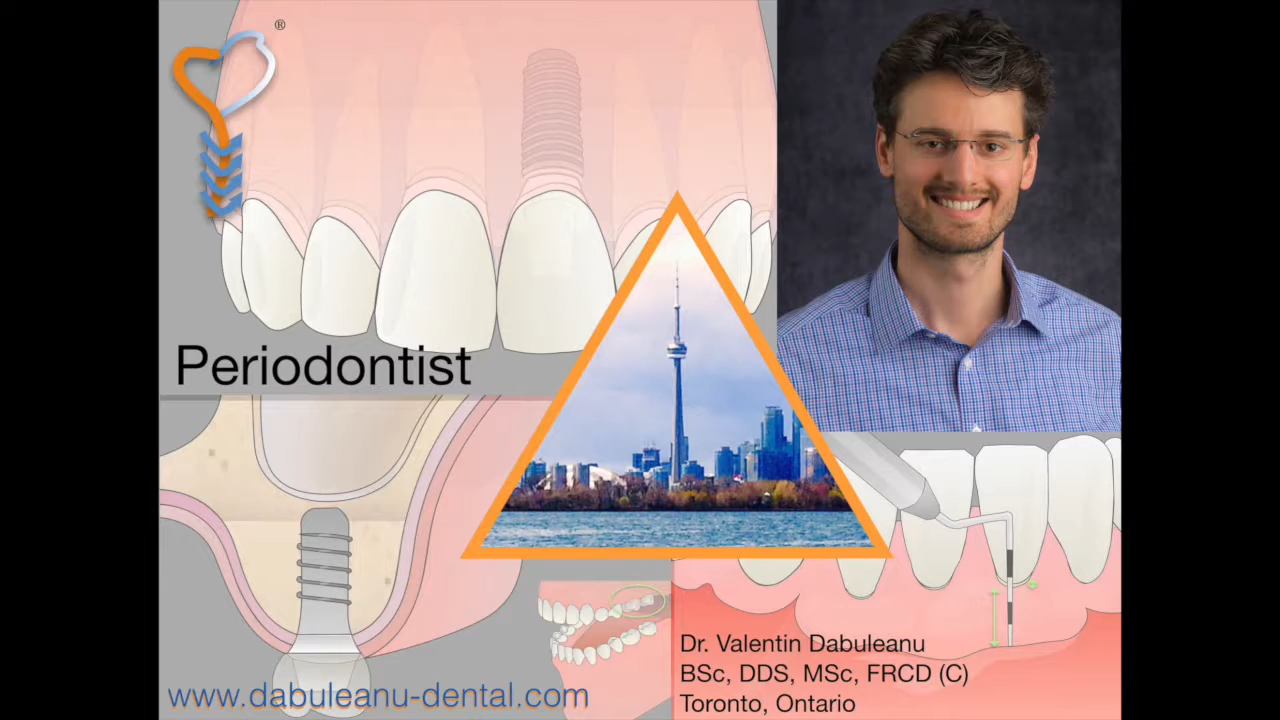 ®
Periodontist
www.dabuleanu-dental.com
Dr. Valentin Dabuleanu
BSc, DDS, MSc, FRCD (C)
Toronto, Ontario